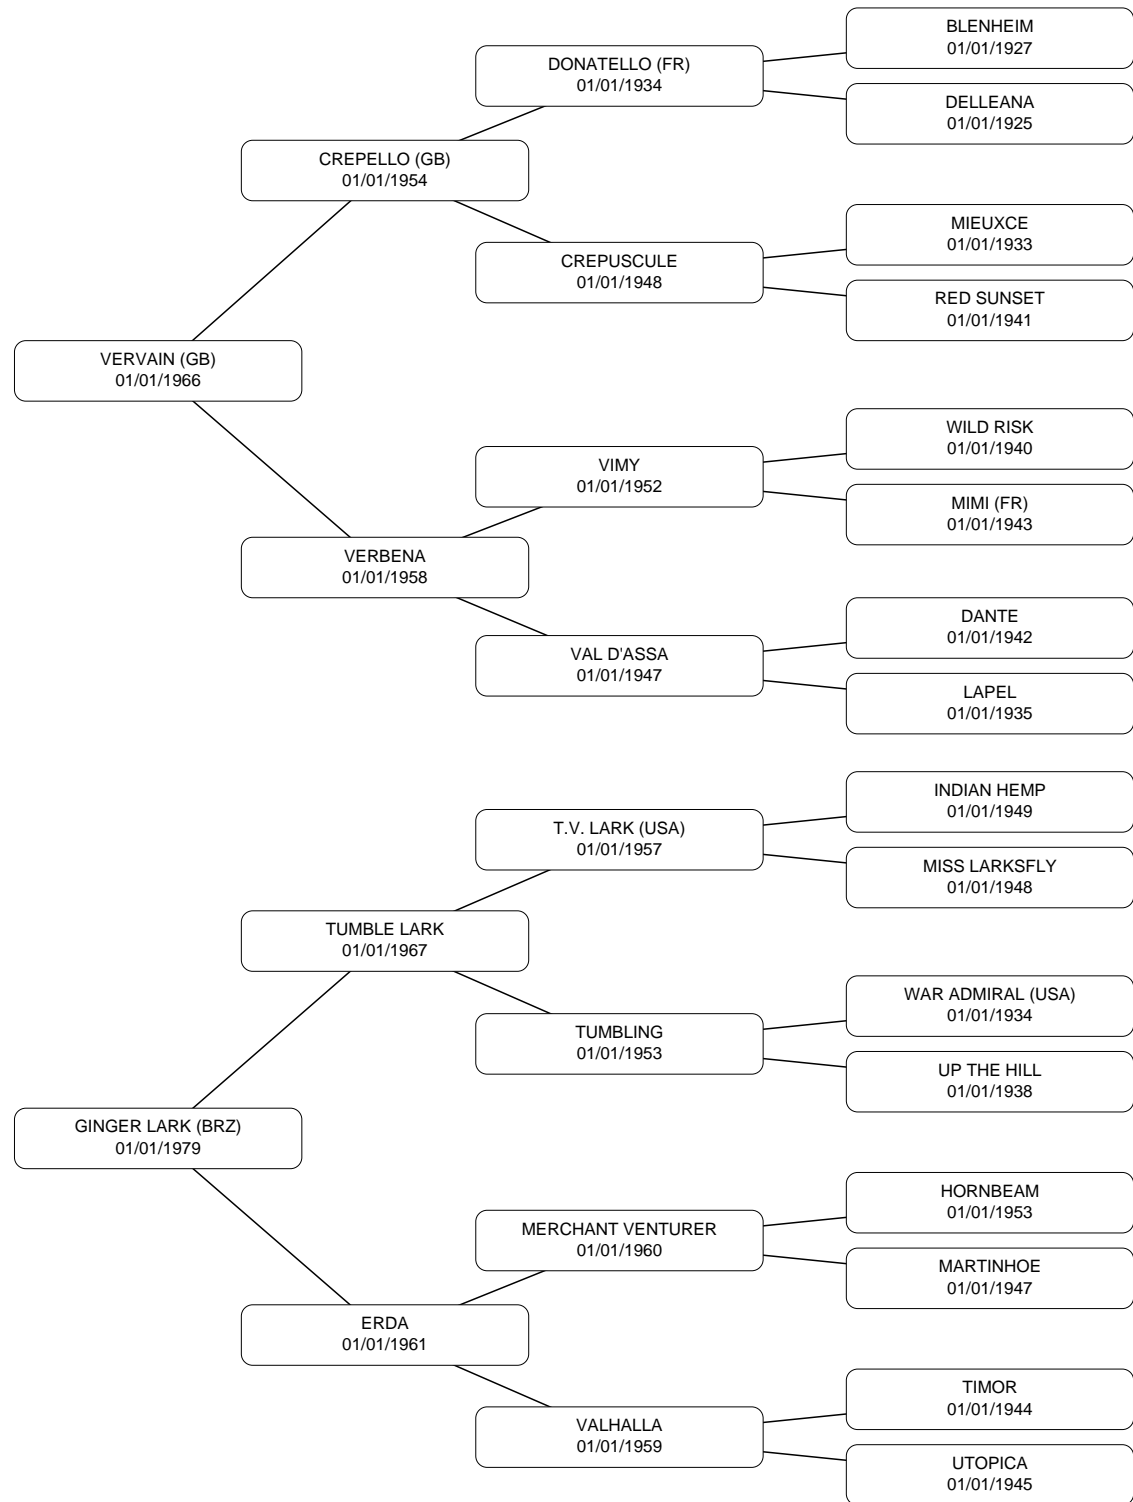 BLENHEIM
01/01/1927
DONATELLO (FR)
01/01/1934
DELLEANA
01/01/1925
CREPELLO (GB)
01/01/1954
MIEUXCE
01/01/1933
CREPUSCULE
01/01/1948
RED SUNSET
01/01/1941
VERVAIN (GB)
01/01/1966
WILD RISK
01/01/1940
VIMY
01/01/1952
MIMI (FR)
01/01/1943
VERBENA
01/01/1958
DANTE
01/01/1942
VAL D'ASSA
01/01/1947
LAPEL
01/01/1935
INDIAN HEMP
01/01/1949
T.V. LARK (USA)
01/01/1957
MISS LARKSFLY
01/01/1948
TUMBLE LARK
01/01/1967
WAR ADMIRAL (USA)
01/01/1934
TUMBLING
01/01/1953
UP THE HILL
01/01/1938
GINGER LARK (BRZ)
01/01/1979
HORNBEAM
01/01/1953
MERCHANT VENTURER
01/01/1960
MARTINHOE
01/01/1947
ERDA
01/01/1961
TIMOR
01/01/1944
VALHALLA
01/01/1959
UTOPICA
01/01/1945